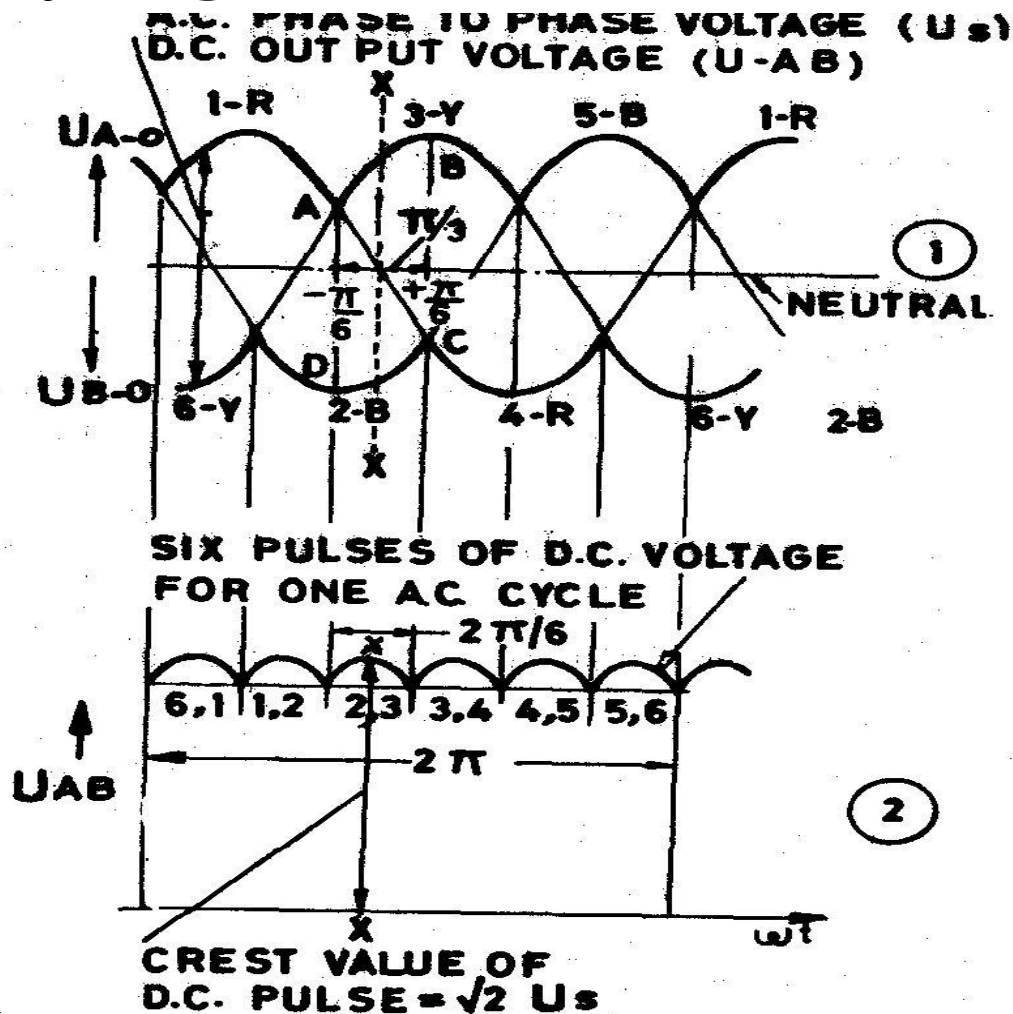 A.C. PHASE TO PHASE VOLTAGE (Us)
D.C. OUT PUT VOLTAGE (U-AB)
X
1-R
3-Y
5-B
1-R
UA-0
B
A
π/3
1
-π/6
+π/6
NEUTRAL
C
D
UB-0
6-Y
2-B
4-R
6-Y
2-B
X
SIX PULSES OF D.C. VOLTAGE
FOR ONE A.C. CYCLE
2π/6
X
6,1 1,2 2,3 3,4 4,5 5,6
2π
UAB
2
X
ωt
CREST VALUE OF
D.C. PULSE = √2 Us